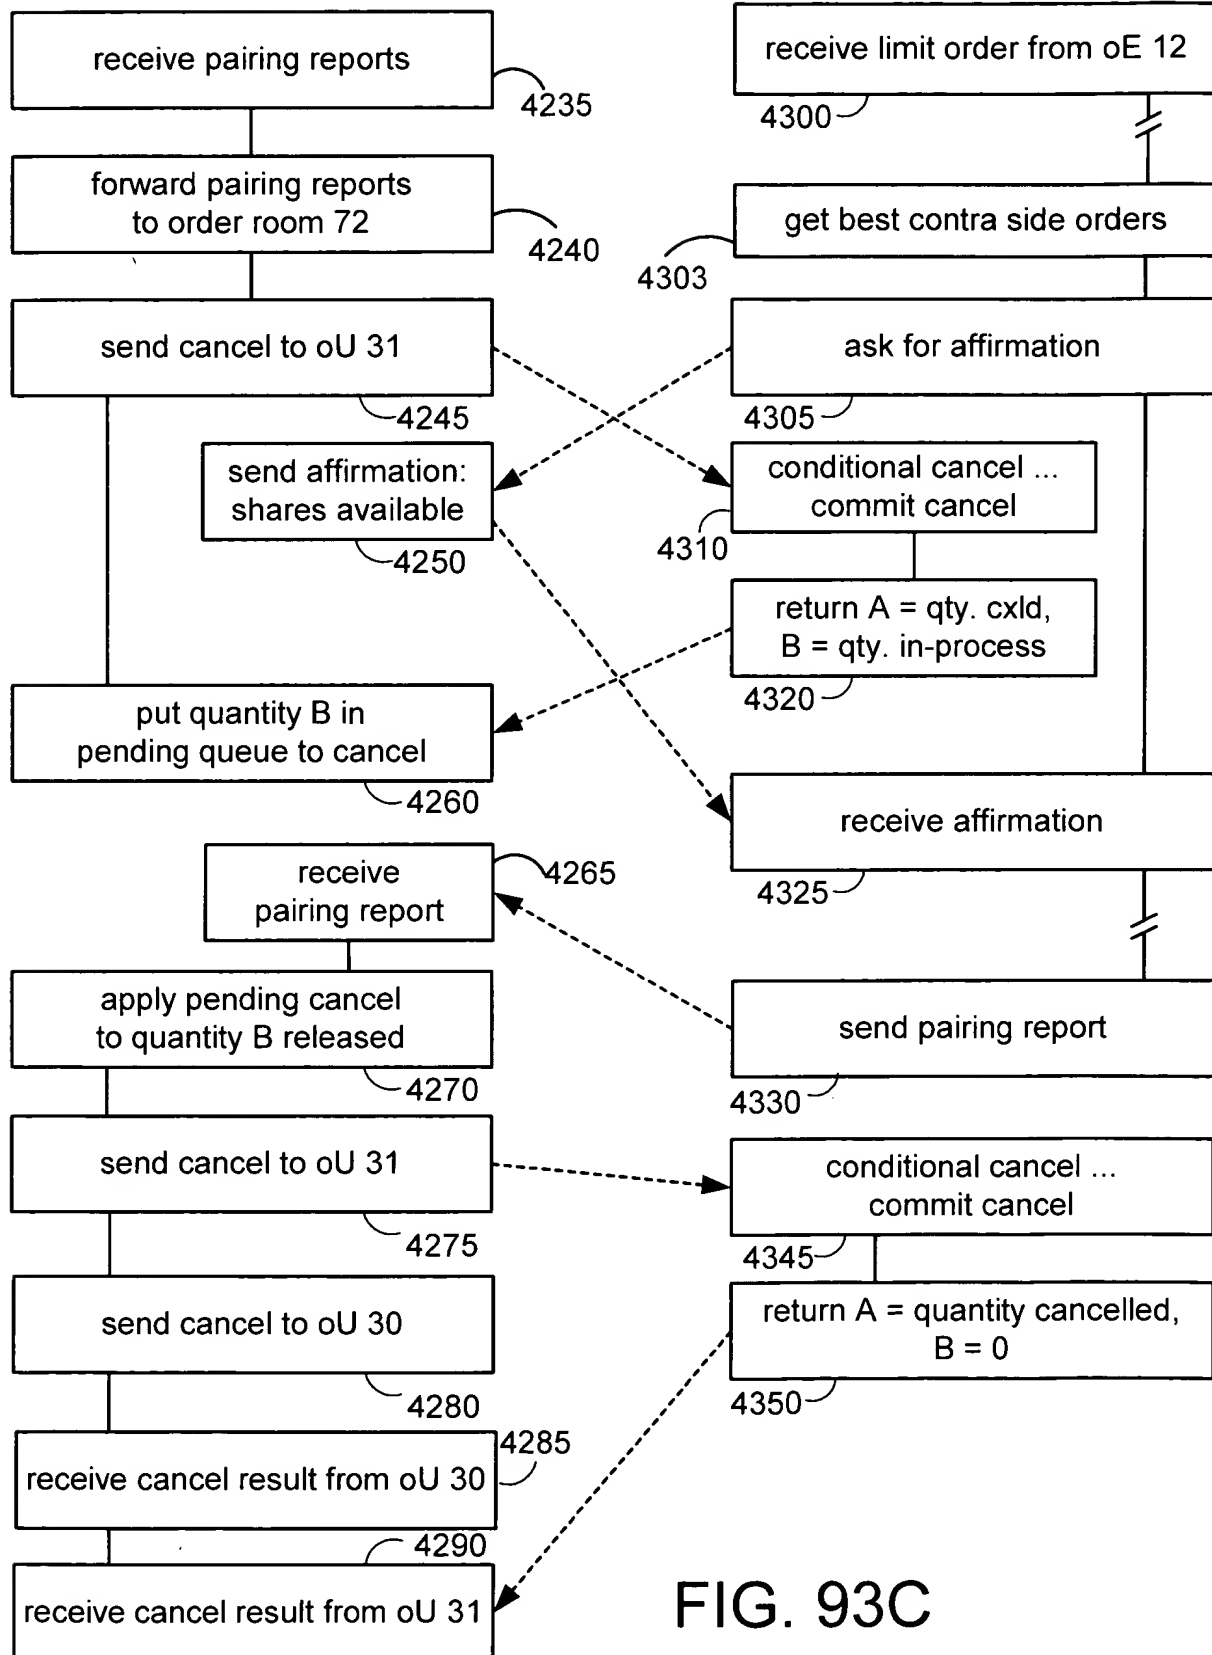 receive pairing reports
4235
receive limit order from oE 12
4300
forward pairing reports
to order room 72
4240
get best contra side orders
4303
send cancel to oU 31
4245
ask for affirmation
4305
send affirmation:
shares available
4250
conditional cancel ...
commit cancel
4310
return A = qty. cxld,
B = qty. in-process
4320
put quantity B in
pending queue to cancel
4260
receive affirmation
4325
receive
pairing report
4265
apply pending cancel
to quantity B released
4270
send pairing report
4330
send cancel to oU 31
4275
conditional cancel ...
commit cancel
4345
send cancel to oU 30
4280
return A = quantity cancelled,
B = 0
4350
receive cancel result from oU 30
4285
receive cancel result from oU 31
4290
FIG. 93C